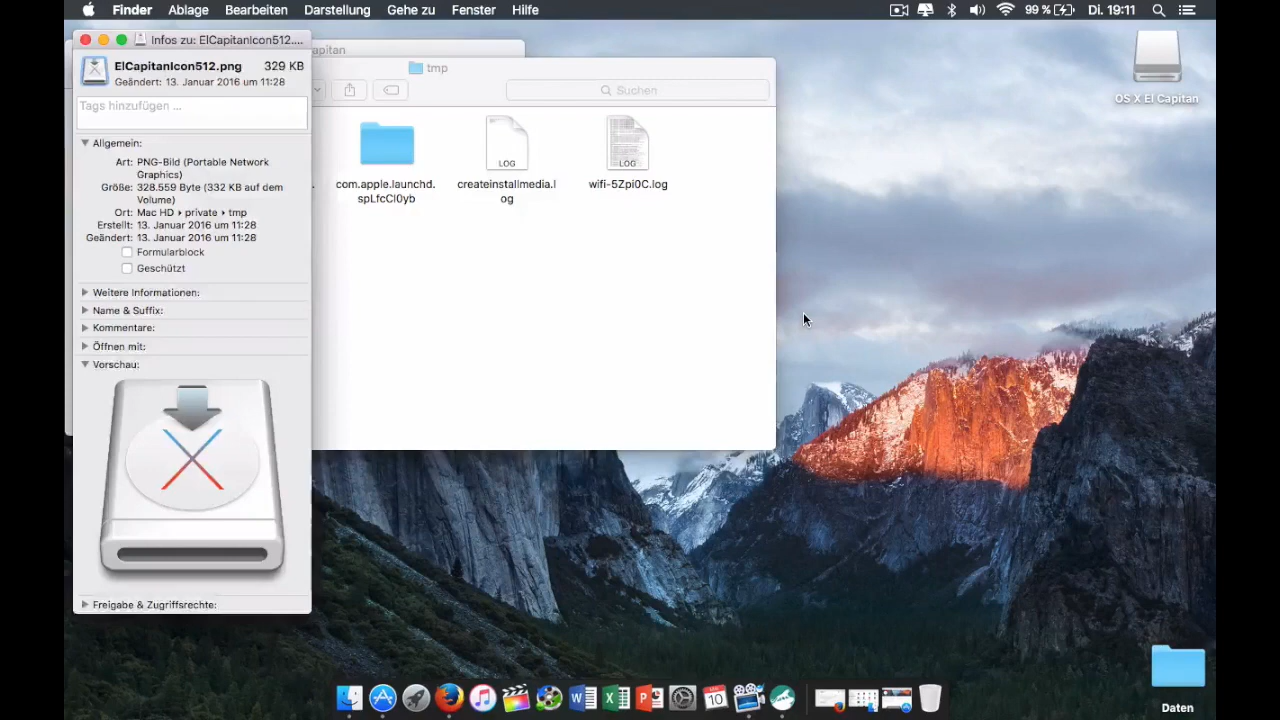 Finder Ablage Bearbeiten Darstellung Gehe zu Fenster Hilfe 99 % Di. 19:11
Infos zu: ElCapitanIcon512....
ElCapitanIcon512.png 329 KB
Geändert: 13. Januar 2016 um 11:28
Tags hinzufügen ...
Allgemein:
Art: PNG-Bild (Portable Network
Graphics)
Größe: 328.559 Byte (332 KB auf dem
Volume)
Ort: Mac HD ▸ private ▸ tmp
Erstellt: 13. Januar 2016 um 11:28
Geändert: 13. Januar 2016 um 11:28
Formularblock
Geschützt
Weitere Informationen:
Name & Suffix:
Kommentare:
Öffnen mit:
Vorschau:
Freigabe & Zugriffsrechte:
apitan
tmp
Suchen
com.apple.launchd.
LOG
createinstallmedia.l
og
LOG
wifi-5Zpi0C.log
OS X El Capitan
Daten
10